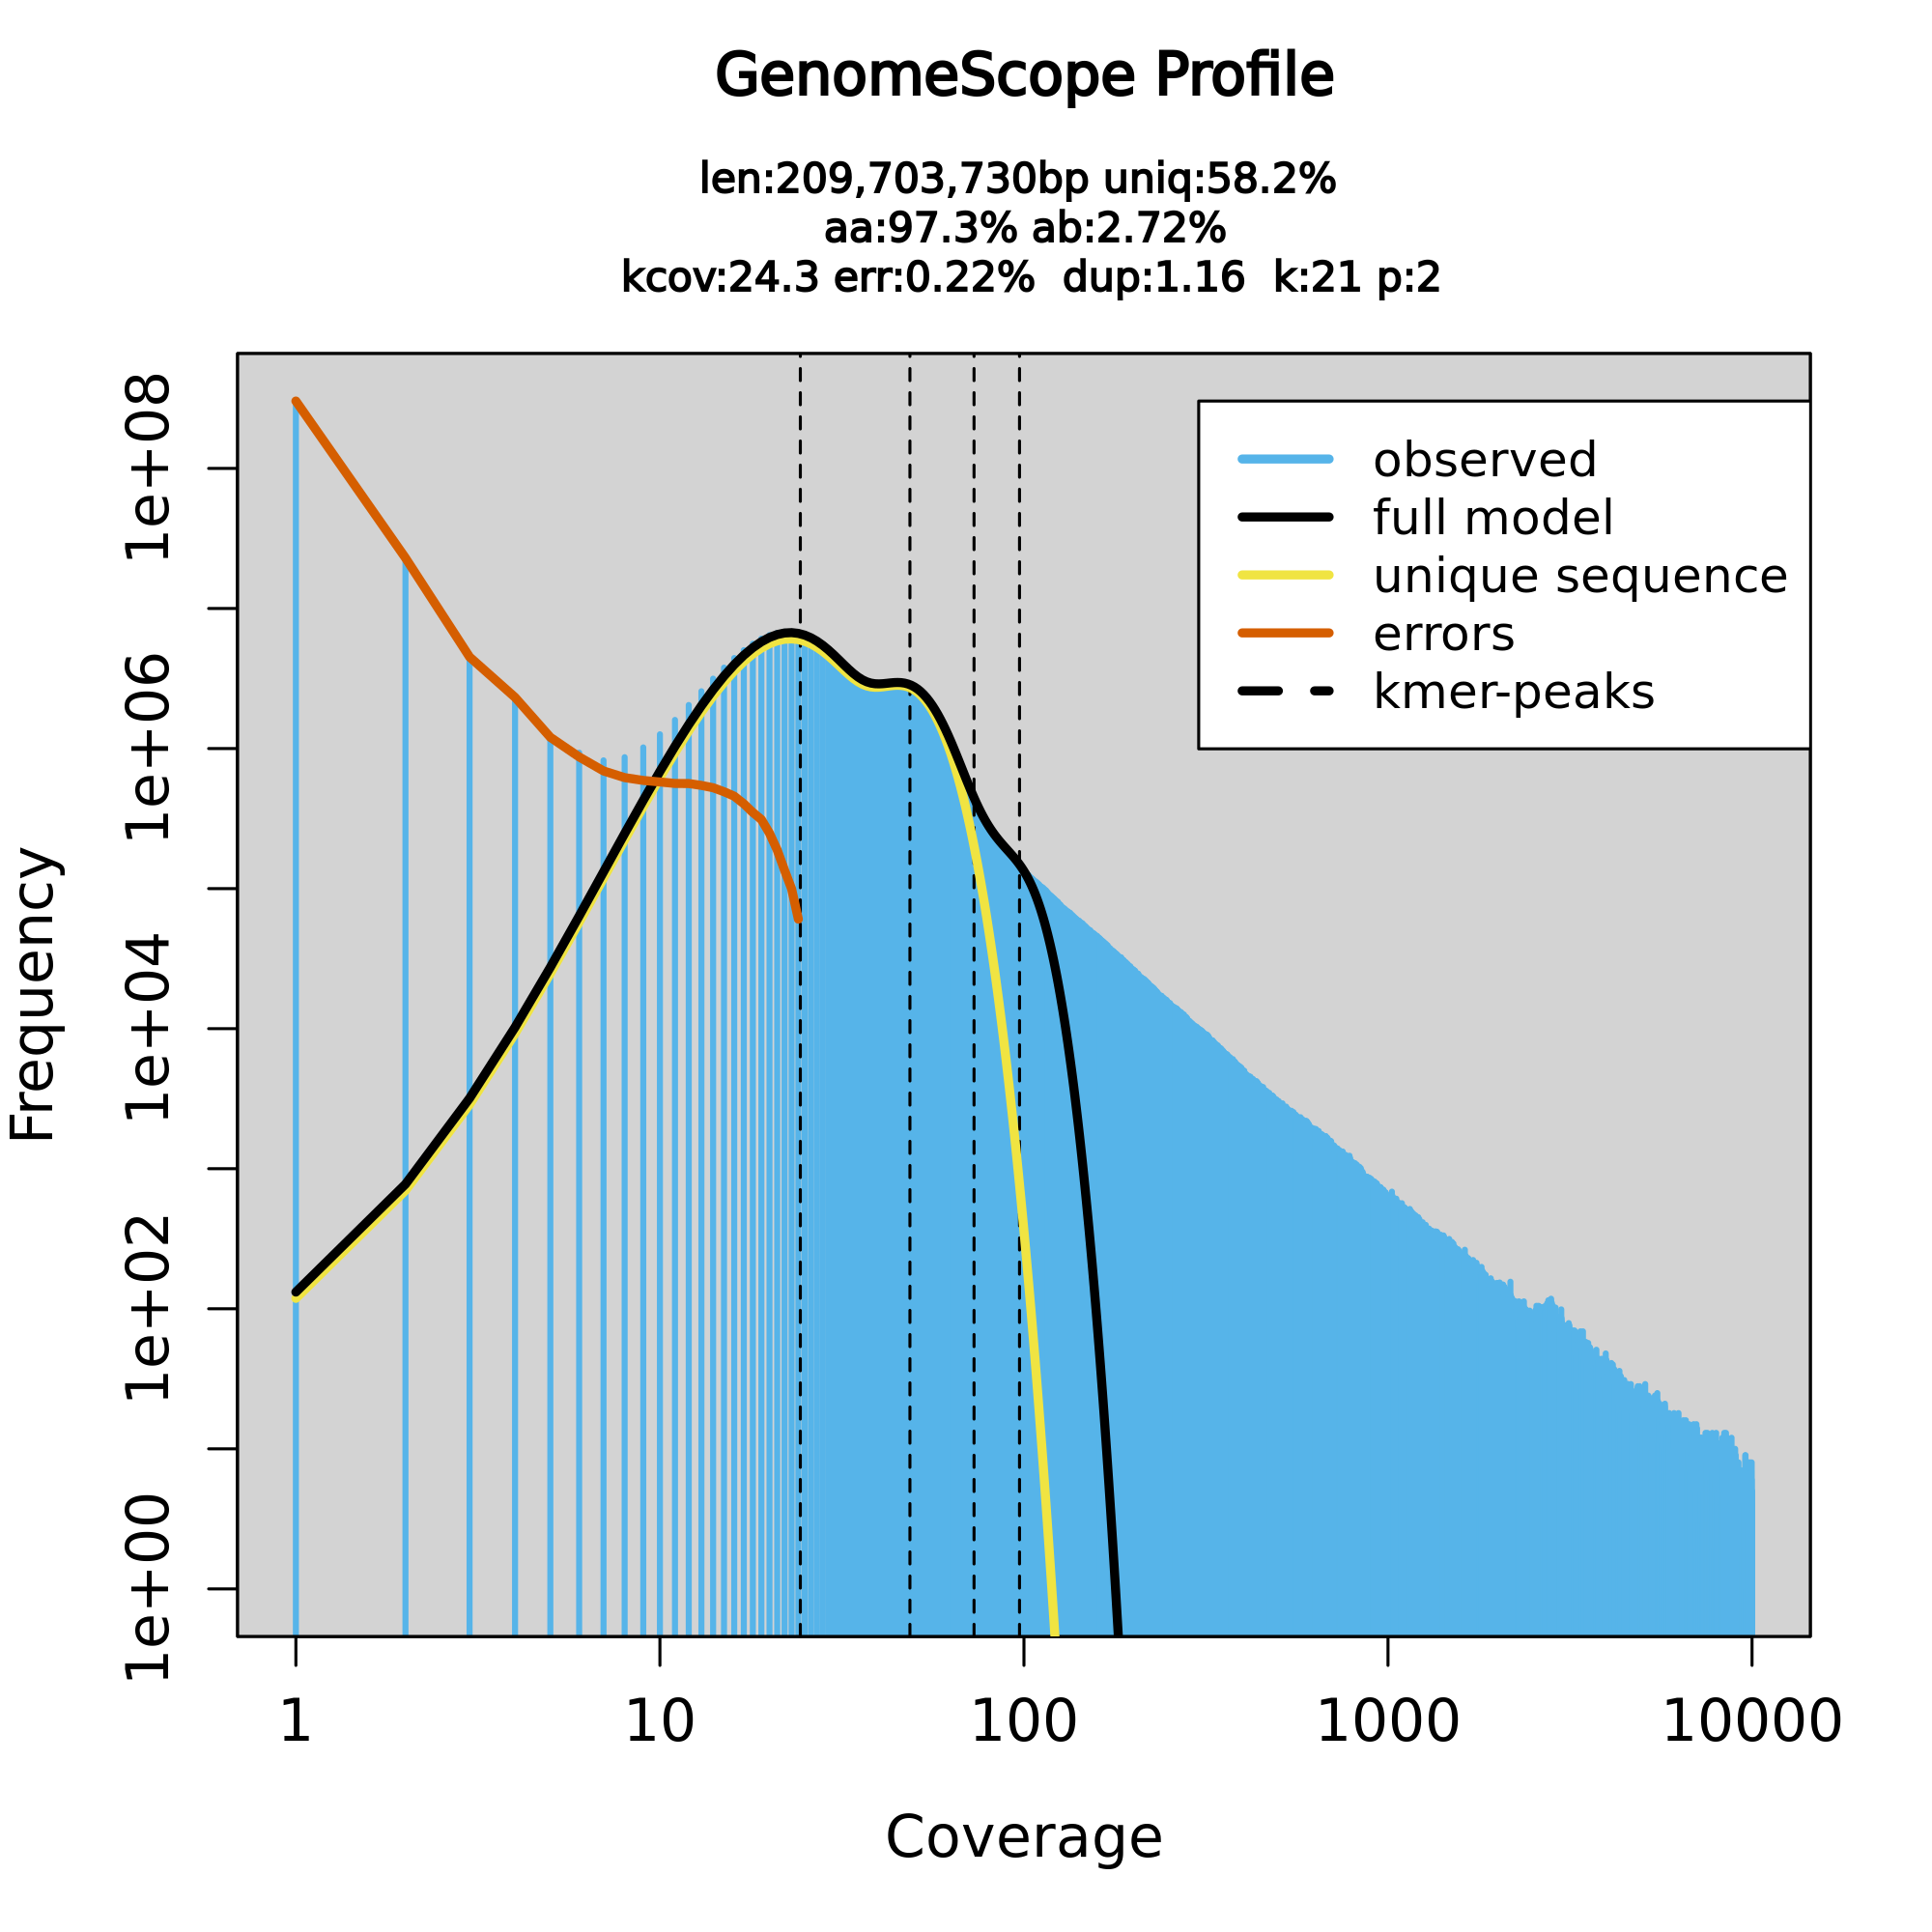 GenomeScope Profile
len:209,703,730bp uniq:58.2%
aa:97.3% ab:2.72%
kcov:24.3 err:0.22% dup:1.16 k:21 p:2
observed
full model
unique sequence
errors
kmer-peaks
Frequency
1e+08
1e+06
1e+04
1e+02
1e+00
1 10 100 1000 10000
Coverage